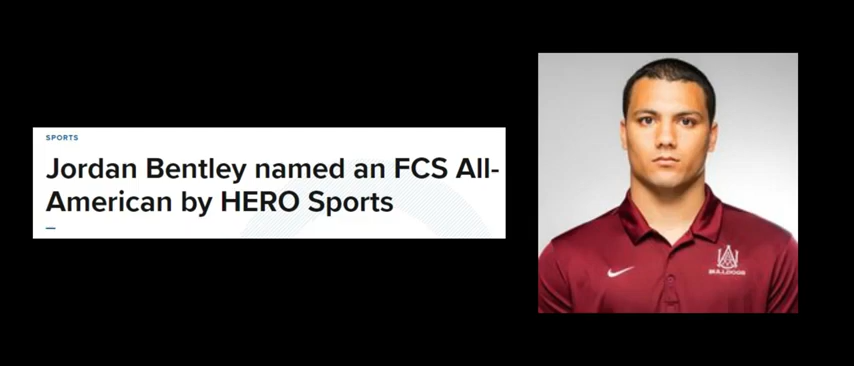 SPORTS
Jordan Bentley named an FCS All-
American by HERO Sports
BULLDOGS